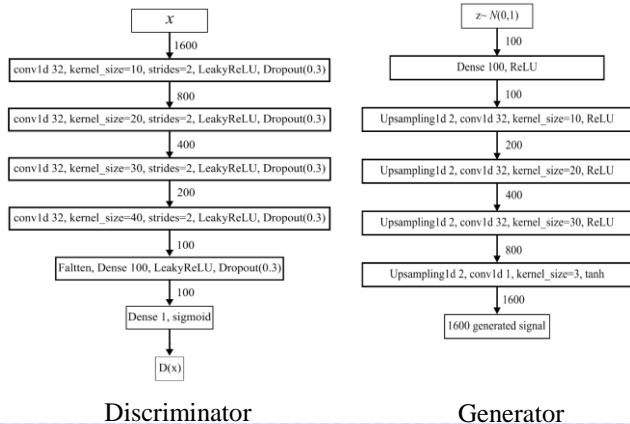 x
1600
conv1d 32, kernel_size=10, strides=2, LeakyReLU, Dropout(0.3)
800
conv1d 32, kernel_size=20, strides=2, LeakyReLU, Dropout(0.3)
400
conv1d 32, kernel_size=30, strides=2, LeakyReLU, Dropout(0.3)
200
conv1d 32, kernel_size=40, strides=2, LeakyReLU, Dropout(0.3)
100
Faltten, Dense 100, LeakyReLU, Dropout(0.3)
100
Dense 1, sigmoid
D(x)
Discriminator
z~ N(0,1)
100
Dense 100, ReLU
100
Upsampling1d 2, conv1d 32, kernel_size=10, ReLU
200
Upsampling1d 2, conv1d 32, kernel_size=20, ReLU
400
Upsampling1d 2, conv1d 32, kernel_size=30, ReLU
800
Upsampling1d 2, conv1d 1, kernel_size=3, tanh
1600
1600 generated signal
Generator